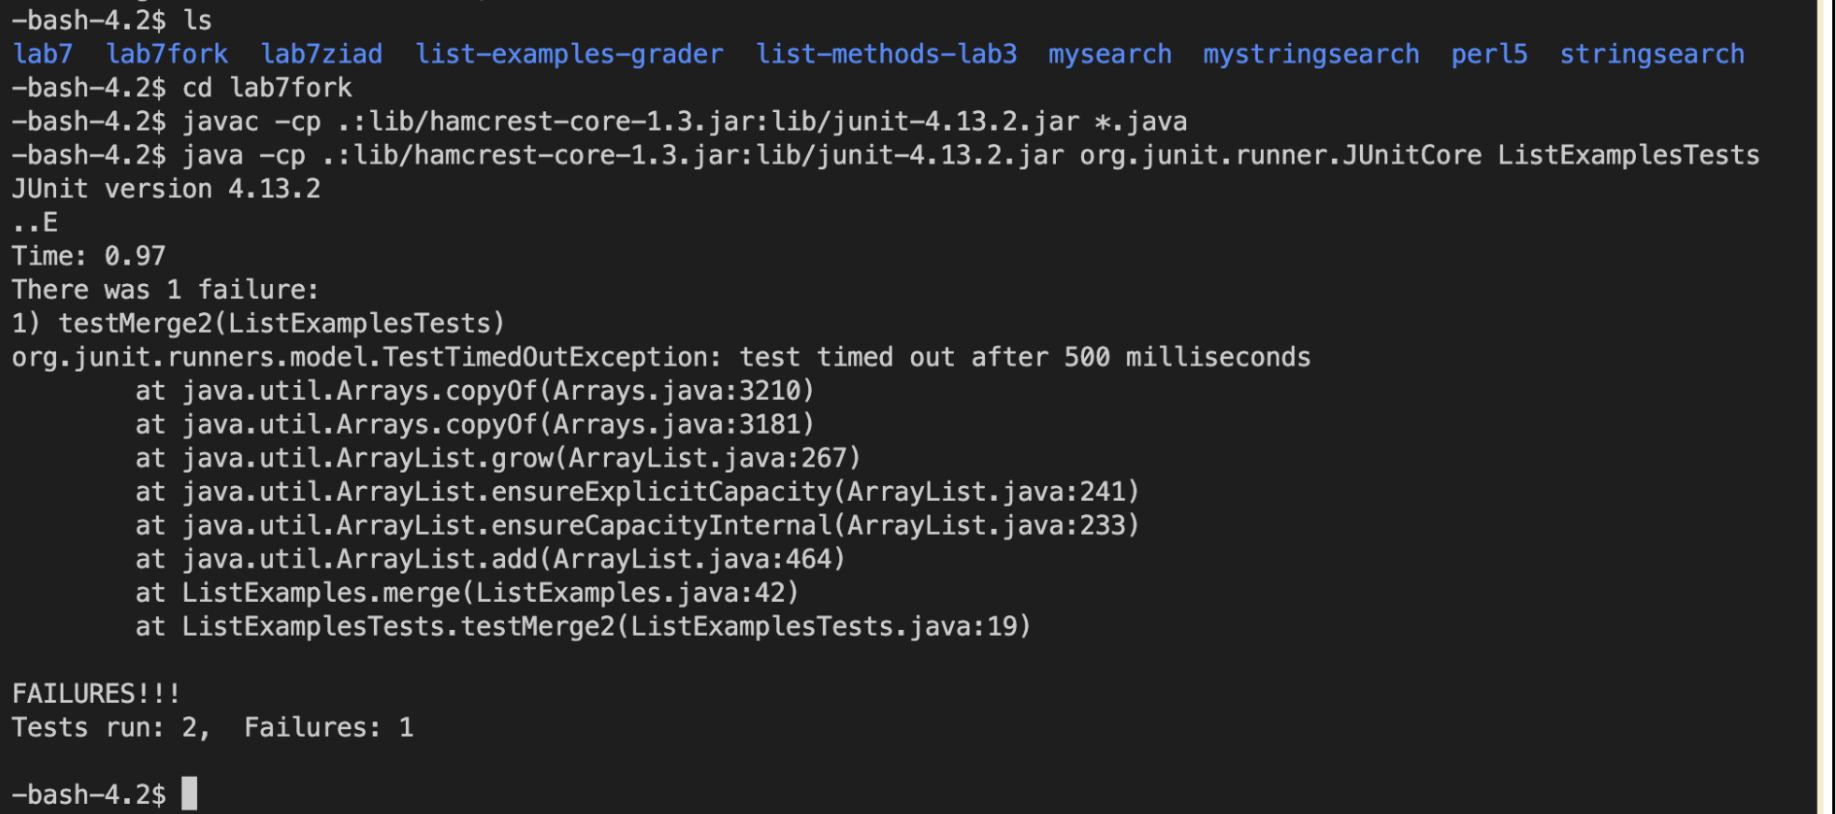 -bash-4.2$ ls
lab7  lab7fork  lab7ziad  list-examples-grader  list-methods-lab3  mysearch  mystringsearch  perl5  stringsearch
-bash-4.2$ cd lab7fork
-bash-4.2$ javac -cp .:lib/hamcrest-core-1.3.jar:lib/junit-4.13.2.jar *.java
-bash-4.2$ java -cp .:lib/hamcrest-core-1.3.jar:lib/junit-4.13.2.jar org.junit.runner.JUnitCore ListExamplesTests
JUnit version 4.13.2
..E
Time: 0.97
There was 1 failure:
1) testMerge2(ListExamplesTests)
org.junit.runners.model.TestTimedOutException: test timed out after 500 milliseconds
        at java.util.Arrays.copyOf(Arrays.java:3210)
        at java.util.Arrays.copyOf(Arrays.java:3181)
        at java.util.ArrayList.grow(ArrayList.java:267)
        at java.util.ArrayList.ensureExplicitCapacity(ArrayList.java:241)
        at java.util.ArrayList.ensureCapacityInternal(ArrayList.java:233)
        at java.util.ArrayList.add(ArrayList.java:464)
        at ListExamples.merge(ListExamples.java:42)
        at ListExamplesTests.testMerge2(ListExamplesTests.java:19)
FAILURES!!!
Tests run: 2,  Failures: 1
-bash-4.2$